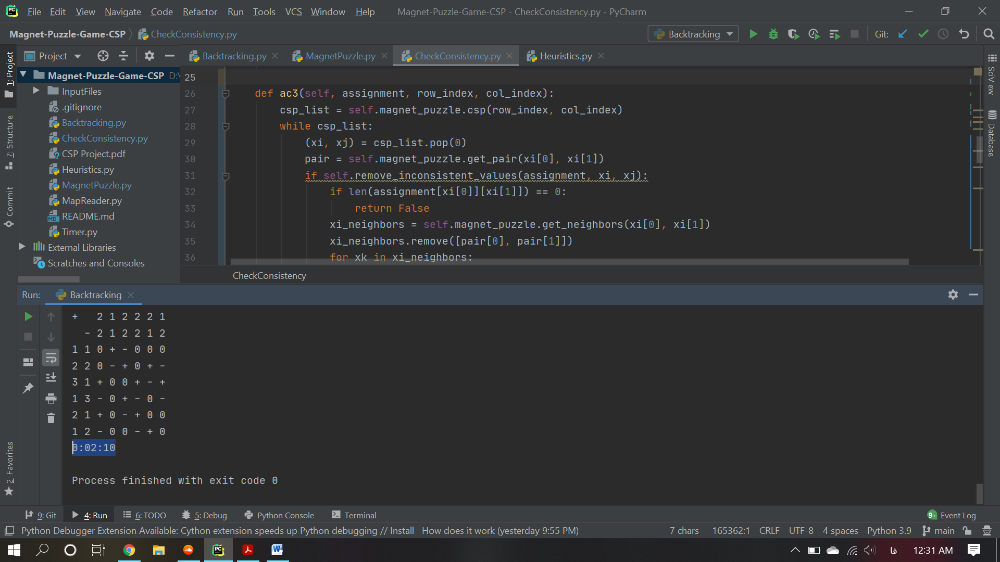 File Edit View Navigate Code Refactor Run Tools VCS Window Help Magnet-Puzzle-Game-CSP - CheckConsistency.py - PyCharm
Magnet-Puzzle-Game-CSP CheckConsistency.py Backtracking Git:
1: Project
7: Structure
Commit
2: Favorites
Project
Magnet-Puzzle-Game-CSP D:\
InputFiles
.gitignore
Backtracking.py
CheckConsistency.py
CSP Project.pdf
Heuristics.py
MagnetPuzzle.py
MapReader.py
README.md
Timer.py
External Libraries
Scratches and Consoles
Backtracking.py MagnetPuzzle.py CheckConsistency.py Heuristics.py
25
26 def ac3(self, assignment, row_index, col_index):
27 csp_list = self.magnet_puzzle.csp(row_index, col_index)
28 while csp_list:
29 (xi, xj) = csp_list.pop(0)
30 pair = self.magnet_puzzle.get_pair(xi[0], xi[1])
31 if self.remove_inconsistent_values(assignment, xi, xj):
32 if len(assignment[xi[0]][xi[1]]) == 0:
33 return False
34 xi_neighbors = self.magnet_puzzle.get_neighbors(xi[0], xi[1])
35 xi_neighbors.remove([pair[0], pair[1]])
36 for xk in xi_neighbors:
CheckConsistency
SciView
Database
Run: Backtracking
+ 2 1 2 2 2 1
- 2 1 2 2 1 2
1 1 0 + - 0 0 0
2 2 0 - + 0 + -
3 1 + 0 0 + - +
1 3 - 0 + - 0 -
2 1 + 0 - + 0 0
1 2 - 0 0 - + 0
0:02:10
Process finished with exit code 0
9: Git 4: Run 6: TODO 5: Debug Python Console Terminal 9+ Event Log
Python Debugger Extension Available: Cython extension speeds up Python debugging // Install How does it work (yesterday 9:55 PM) 7 chars 165362:1 CRLF UTF-8 4 spaces Python 3.9 main
فا 12:31 AM